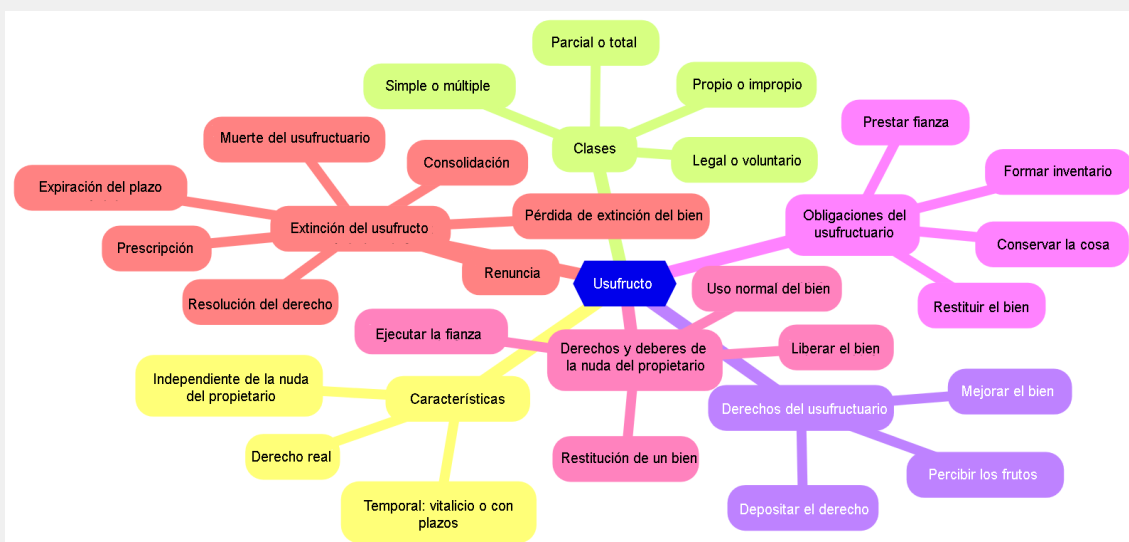 Parcial o total
Simple o múltiple
Propio o impropio
Clases
Legal o voluntario
Prestar fianza
Formar inventario
Obligaciones del
usufructuario
Conservar la cosa
Restituir el bien
Muerte del usufructuario
Consolidación
Expiración del plazo
Extinción del usufructo
Pérdida de extinción del bien
Prescripción
Renuncia
Resolución del derecho
Usufructo
Uso normal del bien
Ejecutar la fianza
Derechos y deberes de
la nuda del propietario
Liberar el bien
Restitución de un bien
Independiente de la nuda
del propietario
Características
Derecho real
Temporal: vitalicio o con
plazos
Derechos del usufructuario
Mejorar el bien
Percibir los frutos
Depositar el derecho